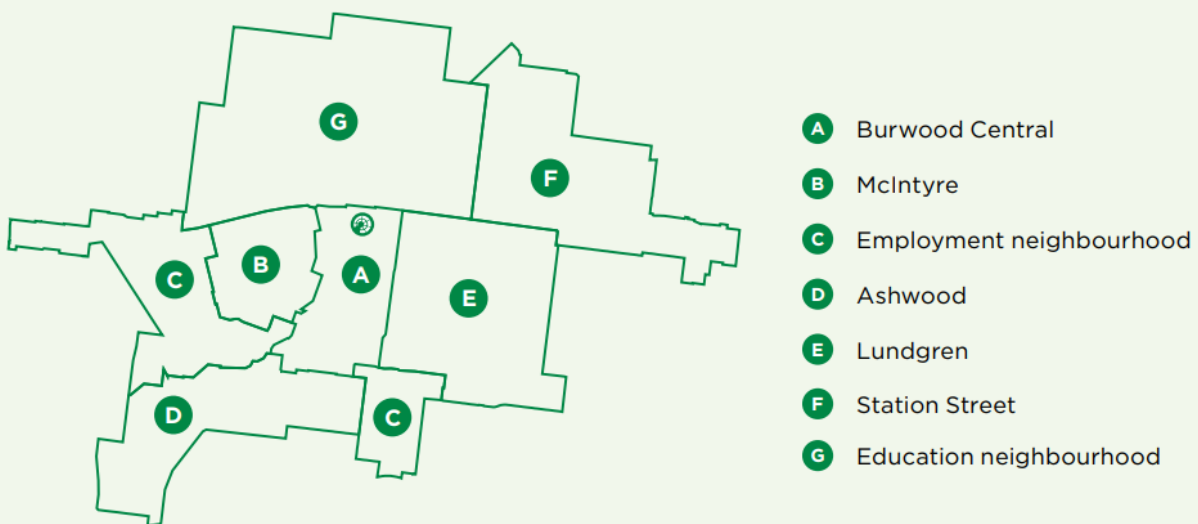 G
F
B
C
A
E
D
C
A Burwood Central
B McIntyre
C Employment neighbourhood
D Ashwood
E Lundgren
F Station Street
G Education neighbourhood